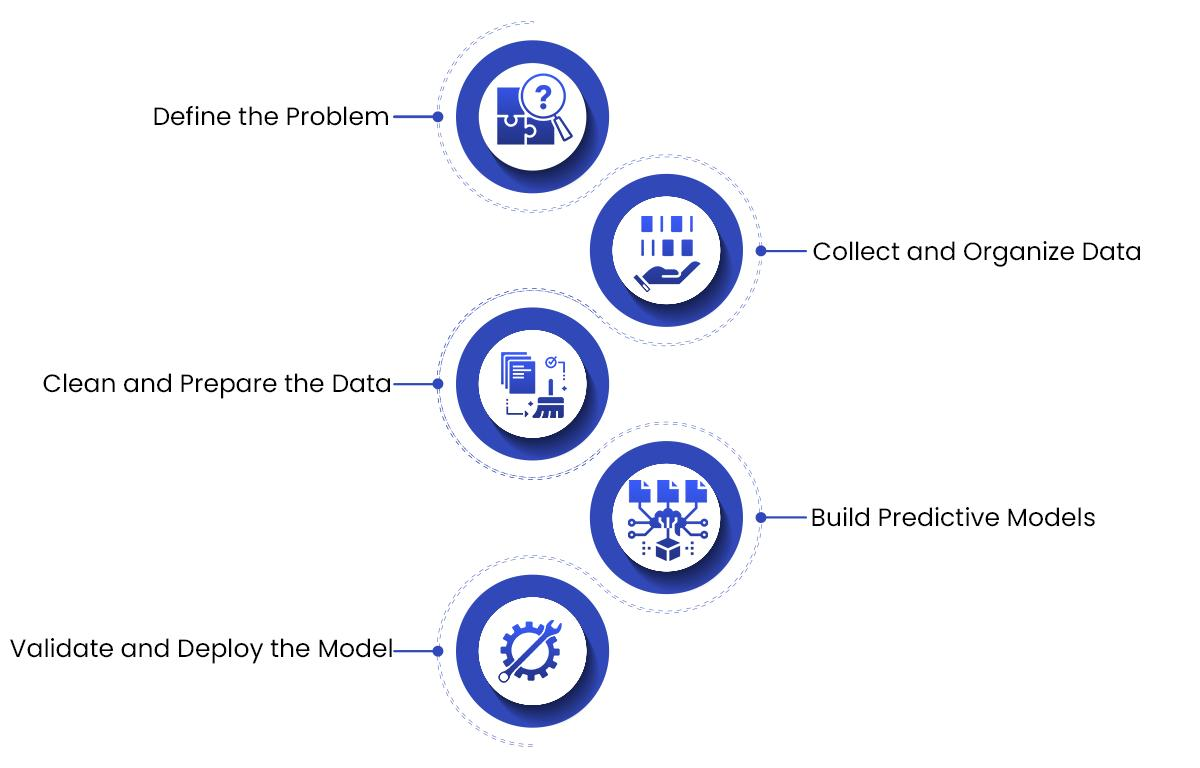 Define the Problem
Collect and Organize Data
Clean and Prepare the Data
Build Predictive Models
Validate and Deploy the Model